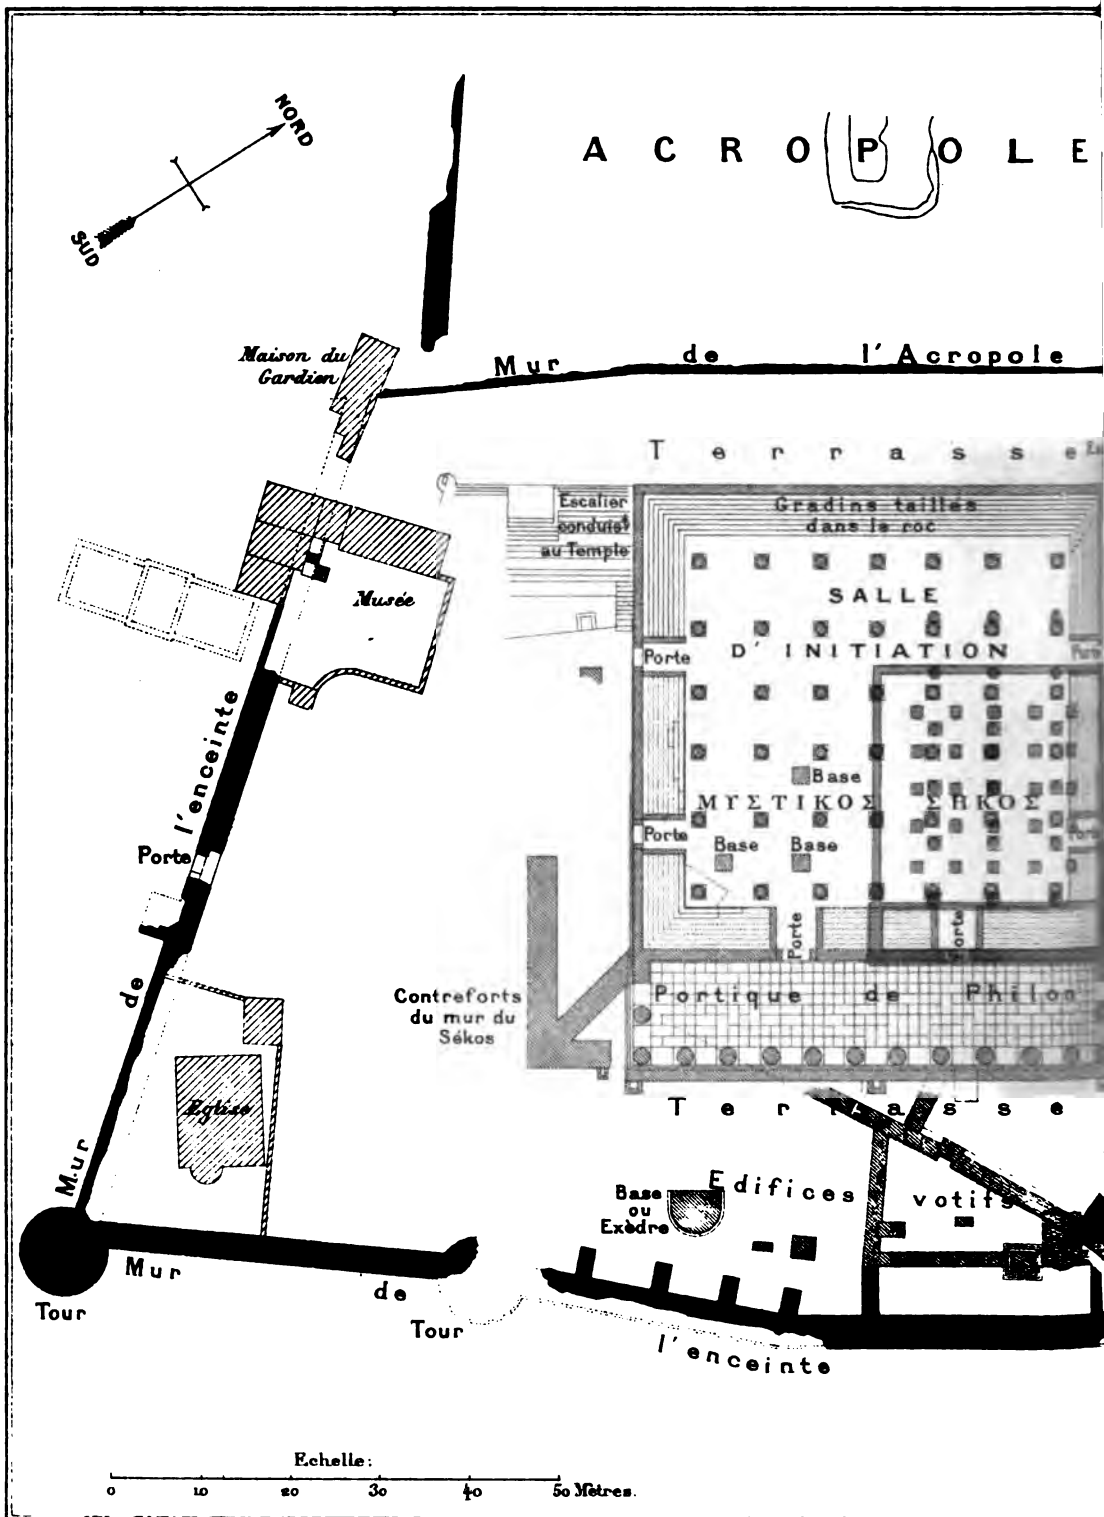 NORD
SUD
ACROPOLE
Maison du
Gardien
Mur de l'Acropole
Terrasse
Escalier
conduist
au Temple
Gradins taillés
dans le roc
Musée
SALLE
D'INITIATION
Porte
Porte
l'enceinte
Base
ΜΥΣΤΙΚΟΣ ΣΗΚΟΣ
Porte
Porte
Base
Base
Porte
Porte
Porte
de
Contreforts
du mur du
Sékos
Portique de Philon
Eglise
Terrasse
Mur
Base
ou
Exèdre
Edifices votifs
Mur de
Tour
Tour
l'enceinte
Echelle:
0 10 20 30 40 50 Mètres.